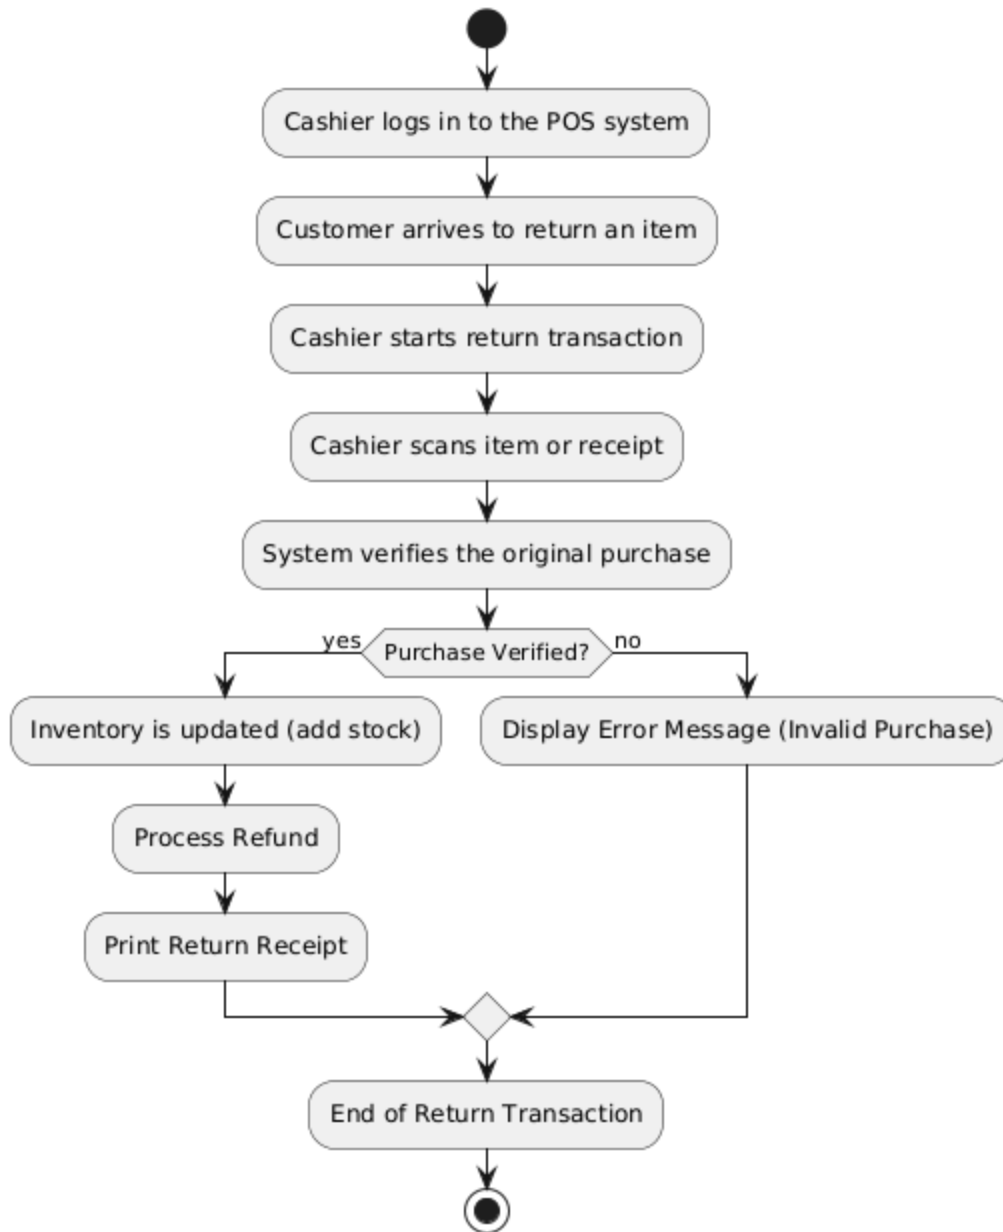 Cashier logs in to the POS system
Customer arrives to return an item
Cashier starts return transaction
Cashier scans item or receipt
System verifies the original purchase
yes
Purchase Verified?
no
Inventory is updated (add stock)
Display Error Message (Invalid Purchase)
Process Refund
Print Return Receipt
End of Return Transaction